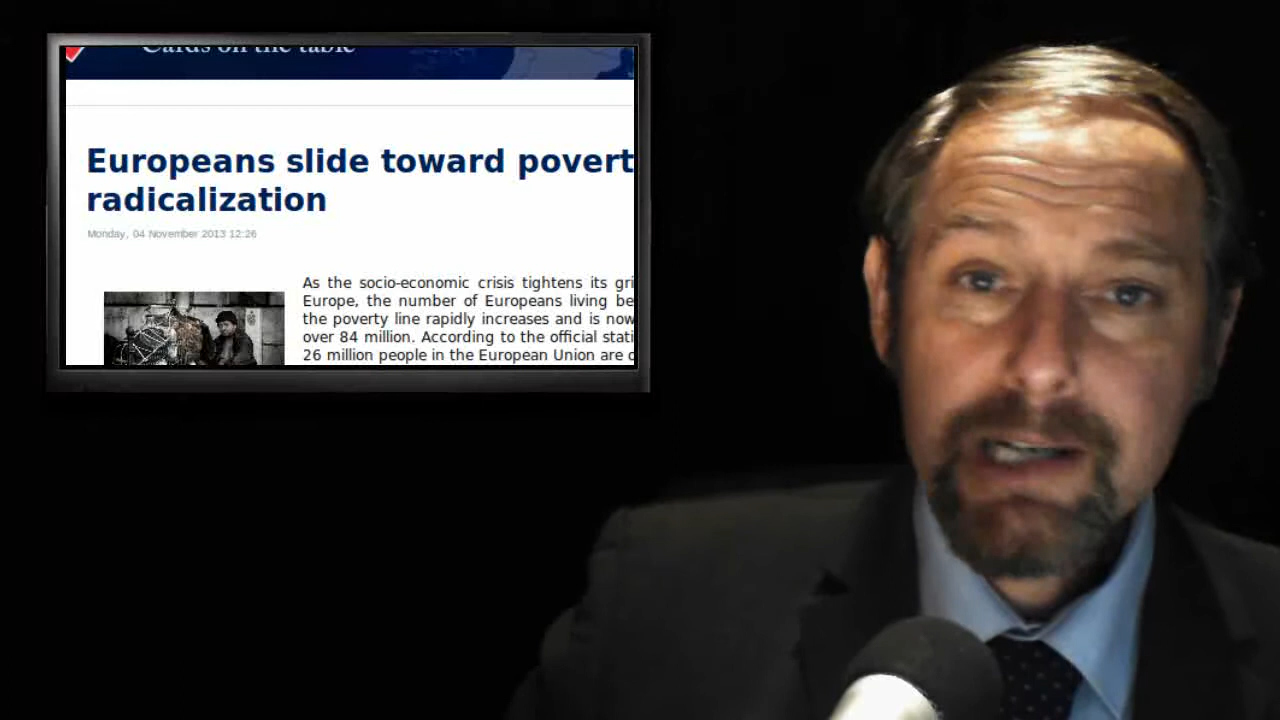 Cards on the table
Europeans slide toward povert
radicalization
Monday, 04 November 2013 12:26
As the socio-economic crisis tightens its gri
Europe, the number of Europeans living be
the poverty line rapidly increases and is now
over 84 million. According to the official stati
26 million people in the European Union are